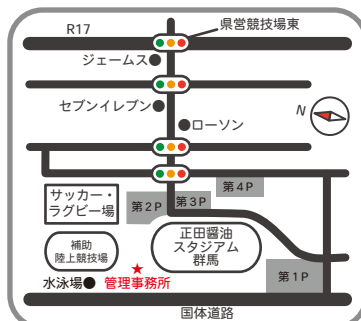 R17
県営競技場東
ジェームス
セブンイレブン
ローソン
N
サッカー・
ラグビー場
第2P
第3P
第4P
補助
陸上競技場
正田醤油
スタジアム
群馬
第1P
水泳場
管理事務所
国体道路